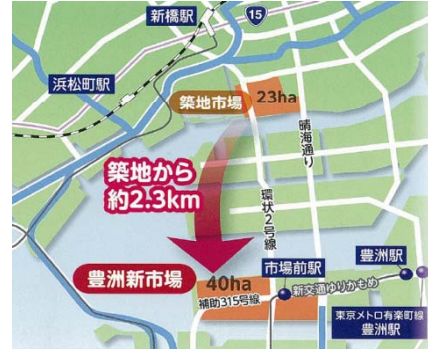 新橋駅
15
浜松町駅
築地市場
23ha
晴海通り
築地から
約2.3km
環状2号線
豊洲新市場
40ha
市場前駅
豊洲駅
補助315号線
新交通ゆりかもめ
東京メトロ有楽町線
豊洲駅